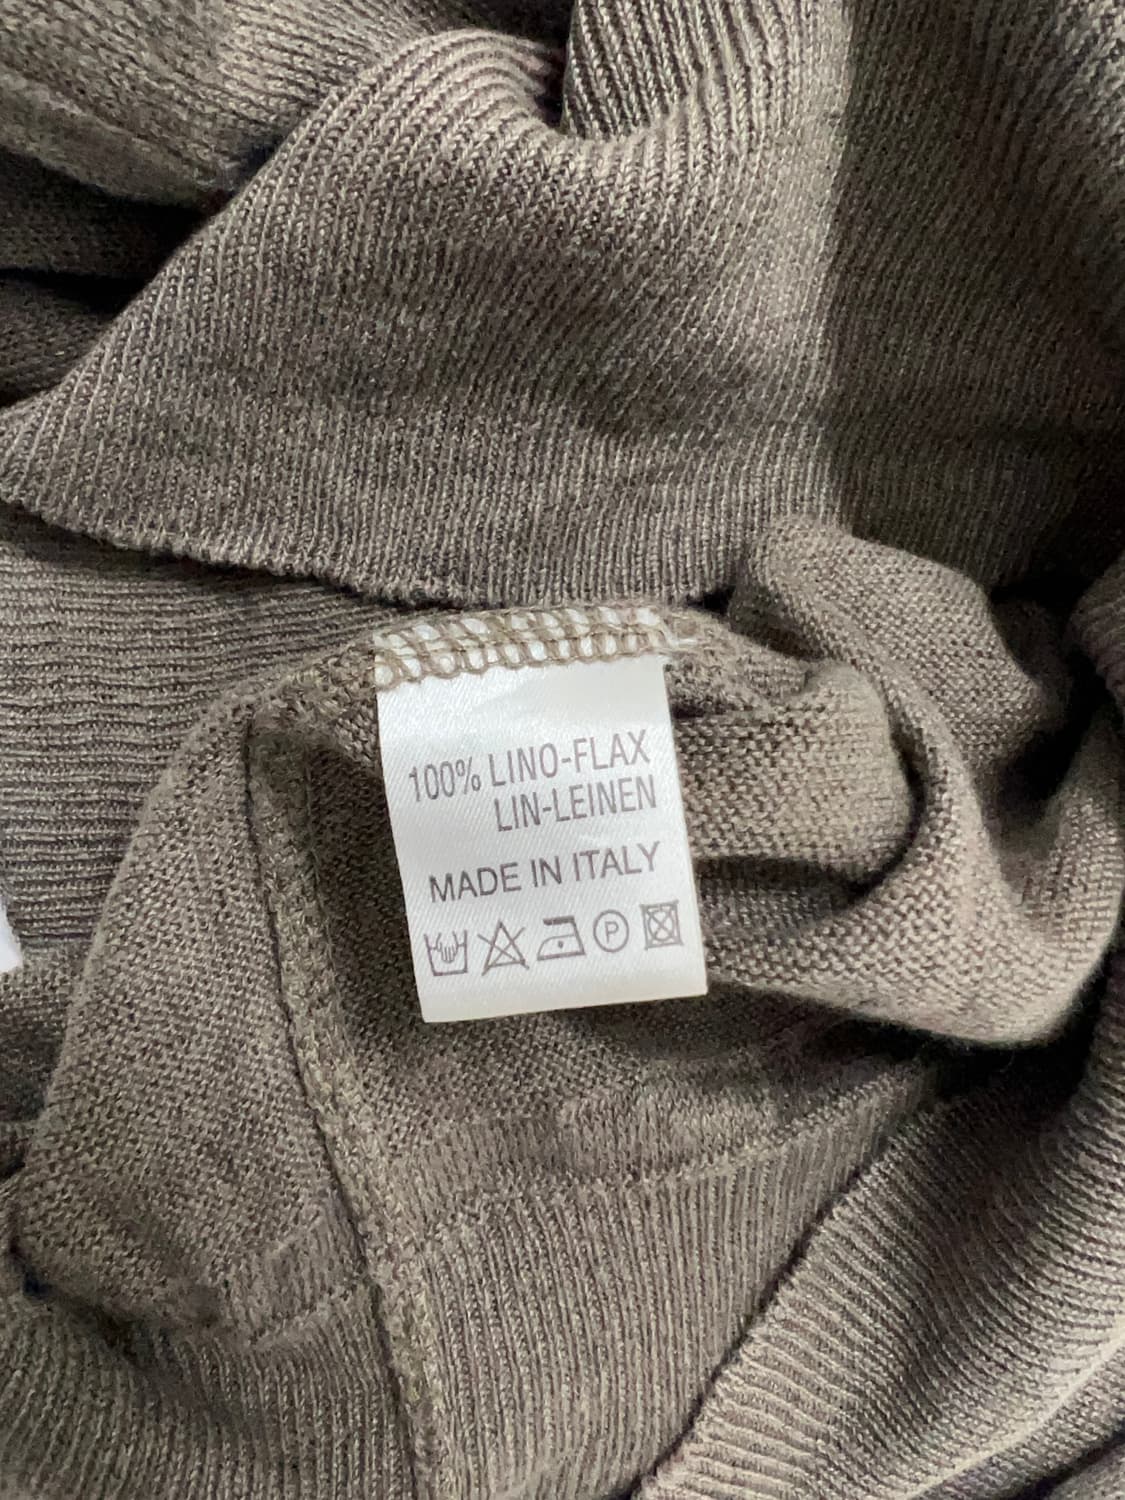 100% LINO-FLAX
LIN-LEINEN
MADE IN ITALY
P